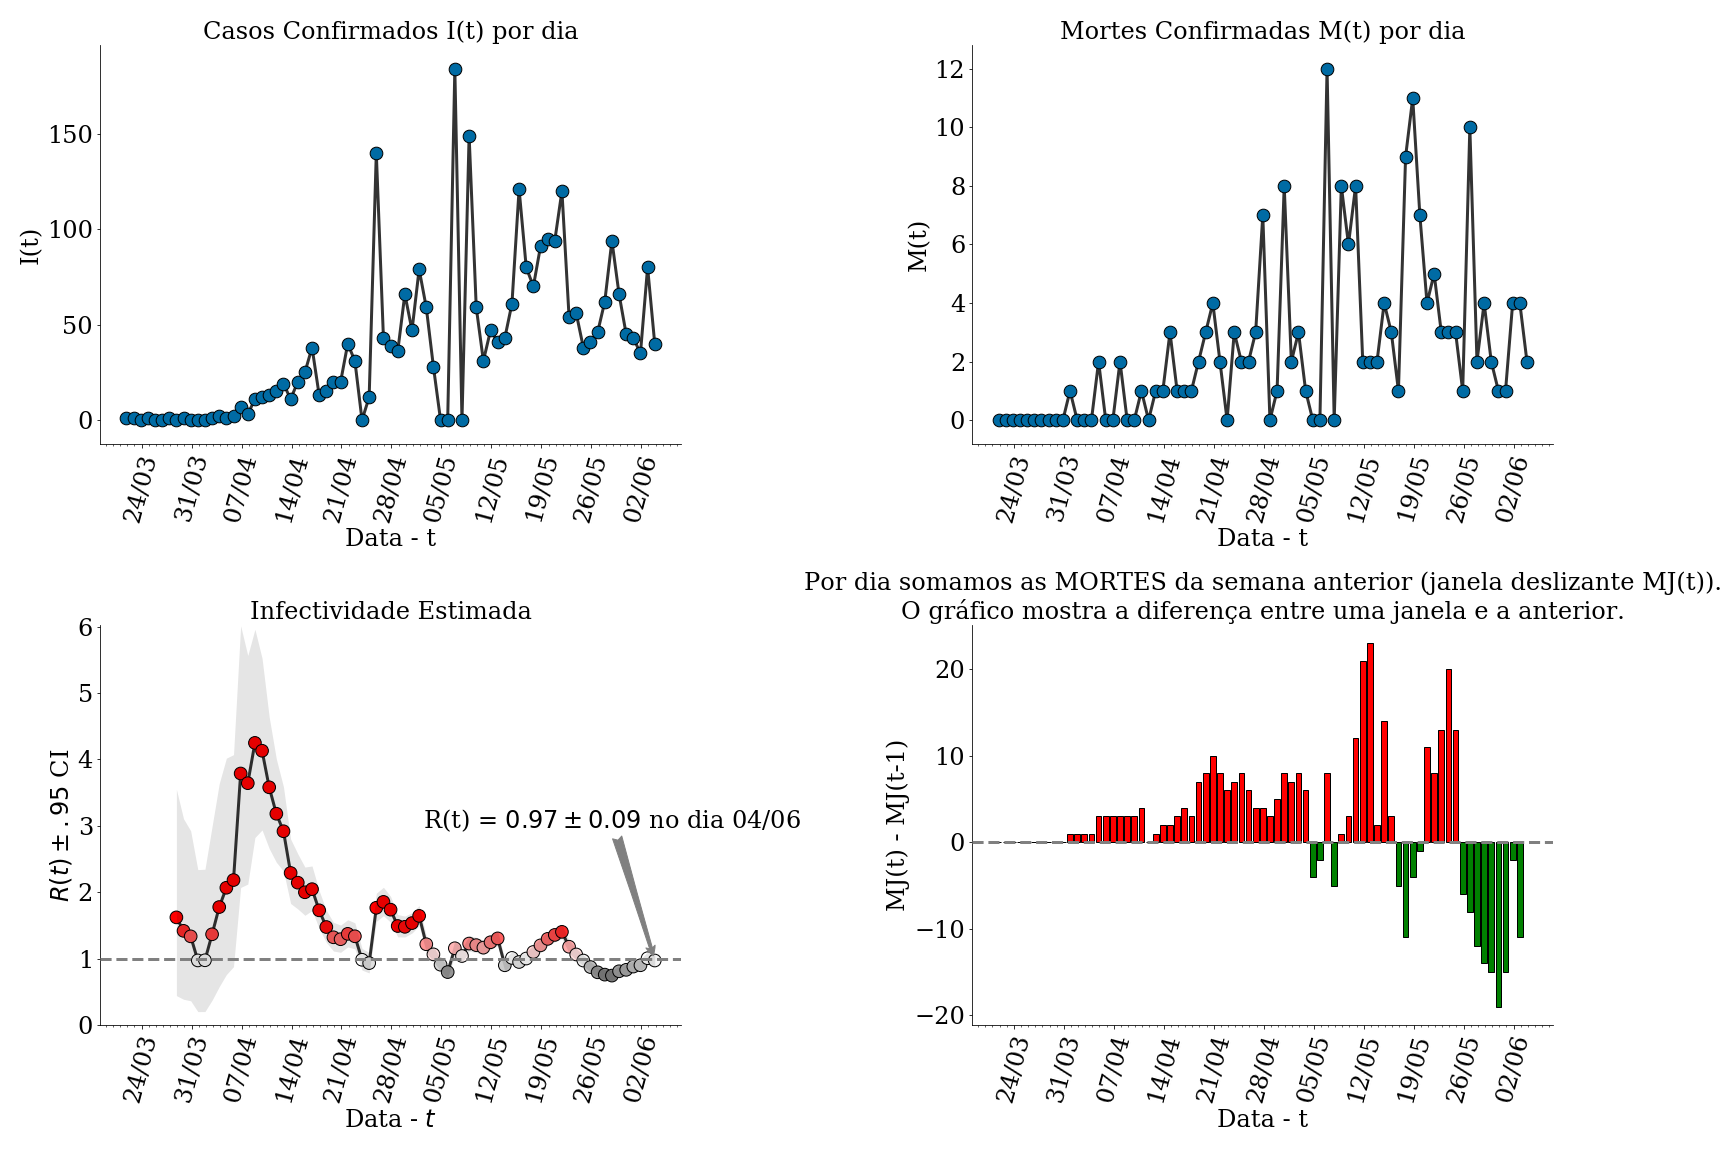 Casos Confirmados I(t) por dia
I(t)
150
100
50
0
24/03 31/03 07/04 14/04 21/04 28/04 05/05 12/05 19/05 26/05 02/06
Data - t
Mortes Confirmadas M(t) por dia
M(t)
12
10
8
6
4
2
0
24/03 31/03 07/04 14/04 21/04 28/04 05/05 12/05 19/05 26/05 02/06
Data - t
Infectividade Estimada
R(t) ± .95 CI
6
5
4
3
2
1
0
R(t) = 0.97 ± 0.09 no dia 04/06
24/03 31/03 07/04 14/04 21/04 28/04 05/05 12/05 19/05 26/05 02/06
Data - t
Por dia somamos as MORTES da semana anterior (janela deslizante MJ(t)).
O gráfico mostra a diferença entre uma janela e a anterior.
MJ(t) - MJ(t-1)
20
10
0
−10
−20
24/03 31/03 07/04 14/04 21/04 28/04 05/05 12/05 19/05 26/05 02/06
Data - t